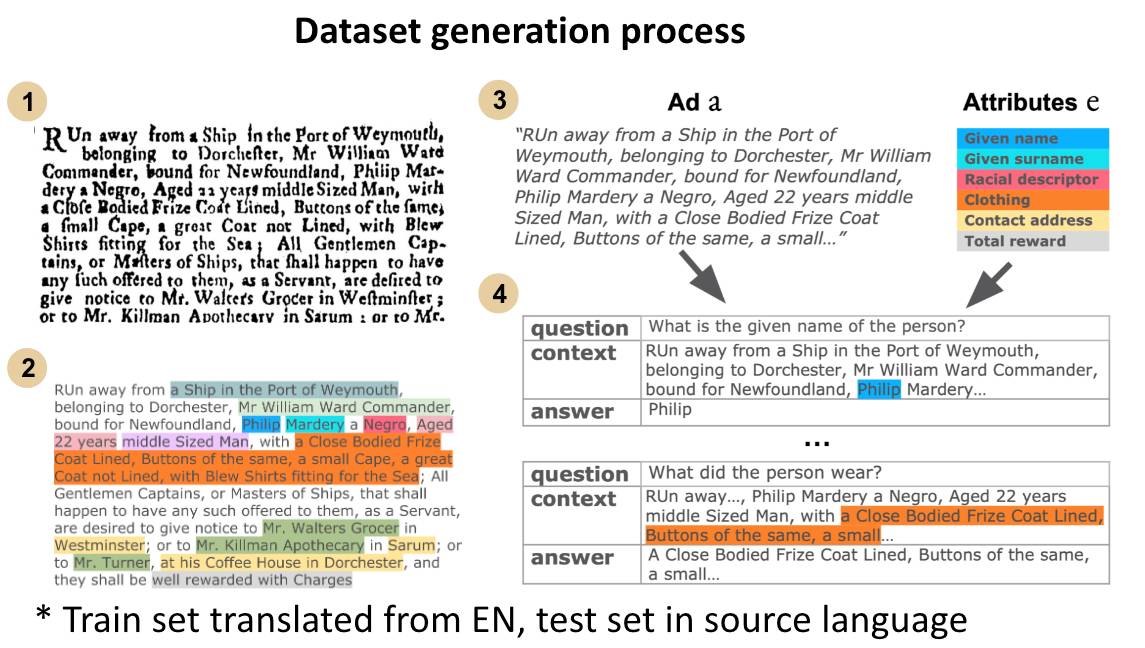 Dataset generation process
1
RUn away from a Ship in the Port of Weymouth,
belonging to Dorchester, Mr William Ward
Commander, bound for Newfoundland, Philip Mar-
dery a Negro, Aged 22 years middle Sized Man, with
a Close Bodied Frize Coat Lined, Buttons of the same,
a small Cape, a great Coat not Lined, with Blew
Shirts fitting for the Sea; All Gentlemen Cap-
tains, or Masters of Ships, that shall happen to have
any such offered to them, as a Servant, are desired to
give notice to Mr. Walters Grocer in Westminster;
or to Mr. Killman Apothecary in Sarum : or to Mr.
2
RUn away from a Ship in the Port of Weymouth,
belonging to Dorchester, Mr William Ward Commander,
bound for Newfoundland, Philip Mardery a Negro, Aged
22 years middle Sized Man, with a Close Bodied Frize
Coat Lined, Buttons of the same, a small Cape, a great
Coat not Lined, with Blew Shirts fitting for the Sea; All
Gentlemen Captains, or Masters of Ships, that shall
happen to have any such offered to them, as a Servant,
are desired to give notice to Mr. Walters Grocer in
Westminster; or to Mr. Killman Apothecary in Sarum; or
to Mr. Turner, at his Coffee House in Dorchester, and
they shall be well rewarded with Charges
3
Ad a
"RUn away from a Ship in the Port of
Weymouth, belonging to Dorchester, Mr William
Ward Commander, bound for Newfoundland,
Philip Mardery a Negro, Aged 22 years middle
Sized Man, with a Close Bodied Frize Coat
Lined, Buttons of the same, a small…"
Attributes e
Given name
Given surname
Racial descriptor
Clothing
Contact address
Total reward
4
question What is the given name of the person?
context RUn away from a Ship in the Port of Weymouth,
belonging to Dorchester, Mr William Ward Commander,
bound for Newfoundland, Philip Mardery…
answer Philip
...
question What did the person wear?
context RUn away…, Philip Mardery a Negro, Aged 22 years
middle Sized Man, with a Close Bodied Frize Coat Lined,
Buttons of the same, a small…
answer A Close Bodied Frize Coat Lined, Buttons of the same,
a small…
* Train set translated from EN, test set in source language